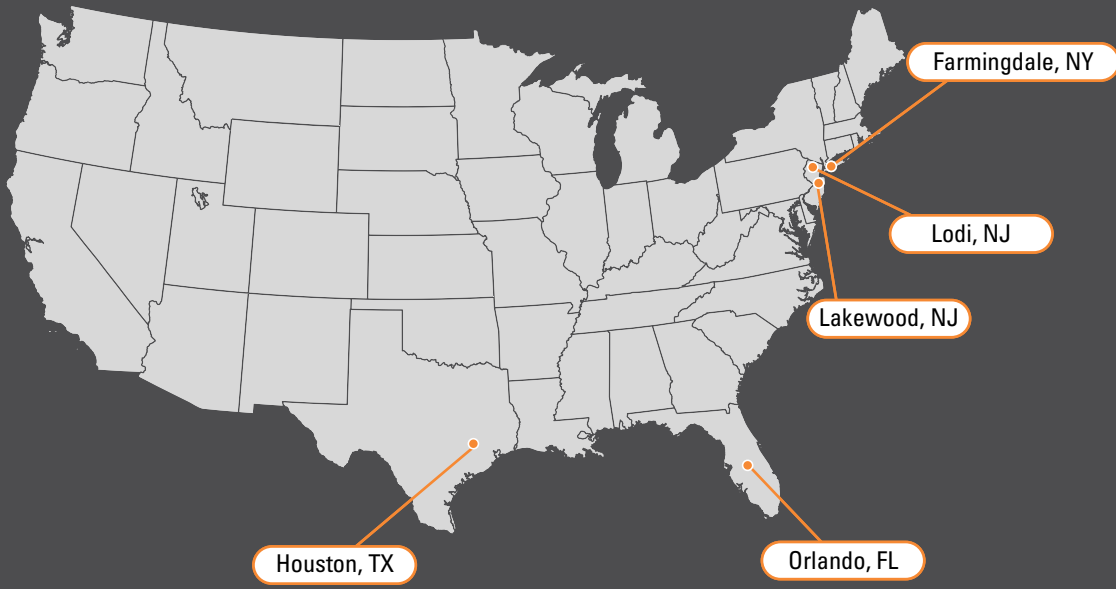 Farmingdale, NY
Lodi, NJ
Lakewood, NJ
Houston, TX
Orlando, FL